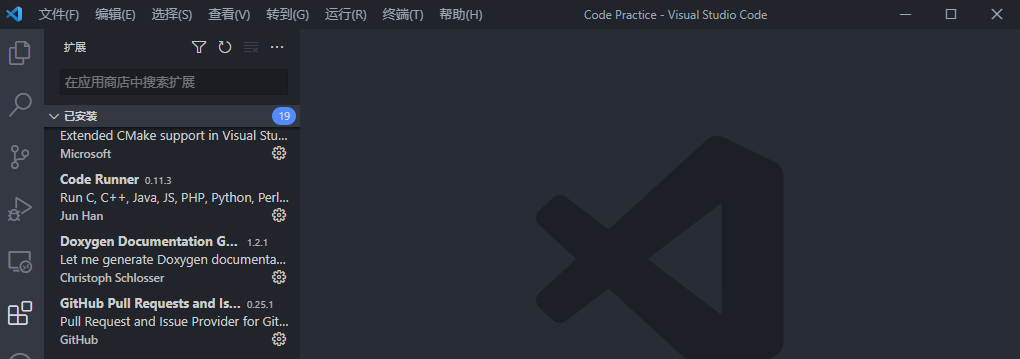 文件(F) 编辑(E) 选择(S) 查看(V) 转到(G) 运行(R) 终端(T) 帮助(H) Code Practice - Visual Studio Code
扩展
在应用商店中搜索扩展
已安装 19
Extended CMake support in Visual Stu...
Microsoft
Code Runner 0.11.3
Run C, C++, Java, JS, PHP, Python, Perl...
Jun Han
Doxygen Documentation G... 1.2.1
Let me generate Doxygen documenta...
Christoph Schlosser
GitHub Pull Requests and Is... 0.25.1
Pull Request and Issue Provider for Git...
GitHub